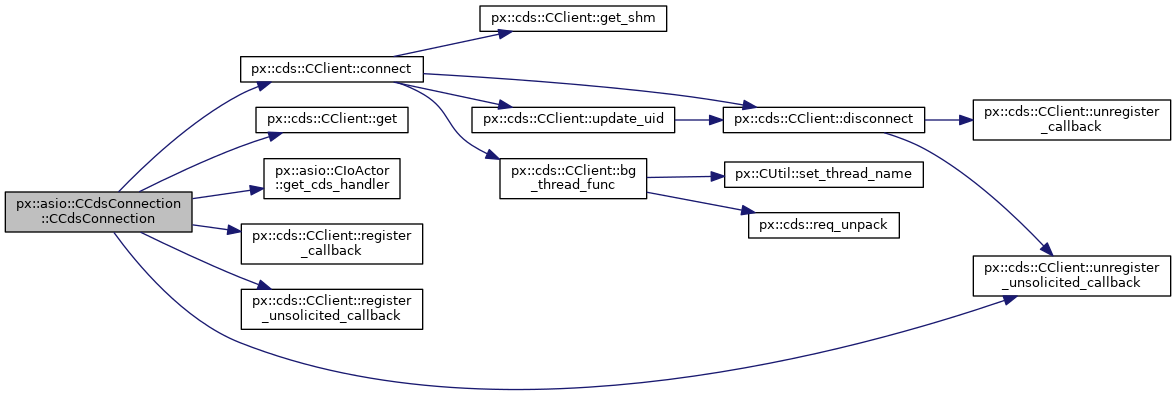 px::cds::CClient::get_shm
px::cds::CClient::connect
px::cds::CClient::get
px::cds::CClient::update_uid
px::cds::CClient::disconnect
px::cds::CClient::unregister
_callback
px::asio::CIoActor
::get_cds_handler
px::cds::CClient::bg
_thread_func
px::CUtil::set_thread_name
px::asio::CCdsConnection
::CCdsConnection
px::cds::req_unpack
px::cds::CClient::register
_callback
px::cds::CClient::unregister
_unsolicited_callback
px::cds::CClient::register
_unsolicited_callback